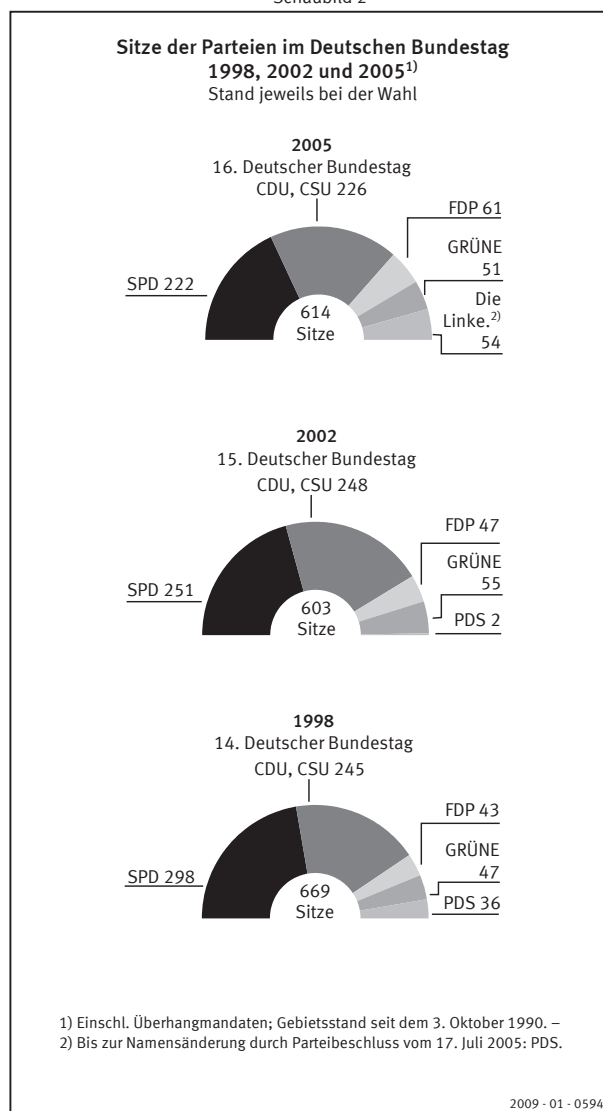 Schaubild 2
Sitze der Parteien im Deutschen Bundestag
1998, 2002 und 2005¹⁾
Stand jeweils bei der Wahl
2005
16. Deutscher Bundestag
CDU, CSU 226
FDP 61
GRÜNE
51
SPD 222
Die
Linke.²⁾
54
614
Sitze
2002
15. Deutscher Bundestag
CDU, CSU 248
FDP 47
GRÜNE
55
SPD 251
PDS 2
603
Sitze
1998
14. Deutscher Bundestag
CDU, CSU 245
FDP 43
GRÜNE
47
SPD 298
PDS 36
669
Sitze
1) Einschl. Überhangmandaten; Gebietsstand seit dem 3. Oktober 1990. –
2) Bis zur Namensänderung durch Parteibeschluss vom 17. Juli 2005: PDS.
2009 - 01 - 0594